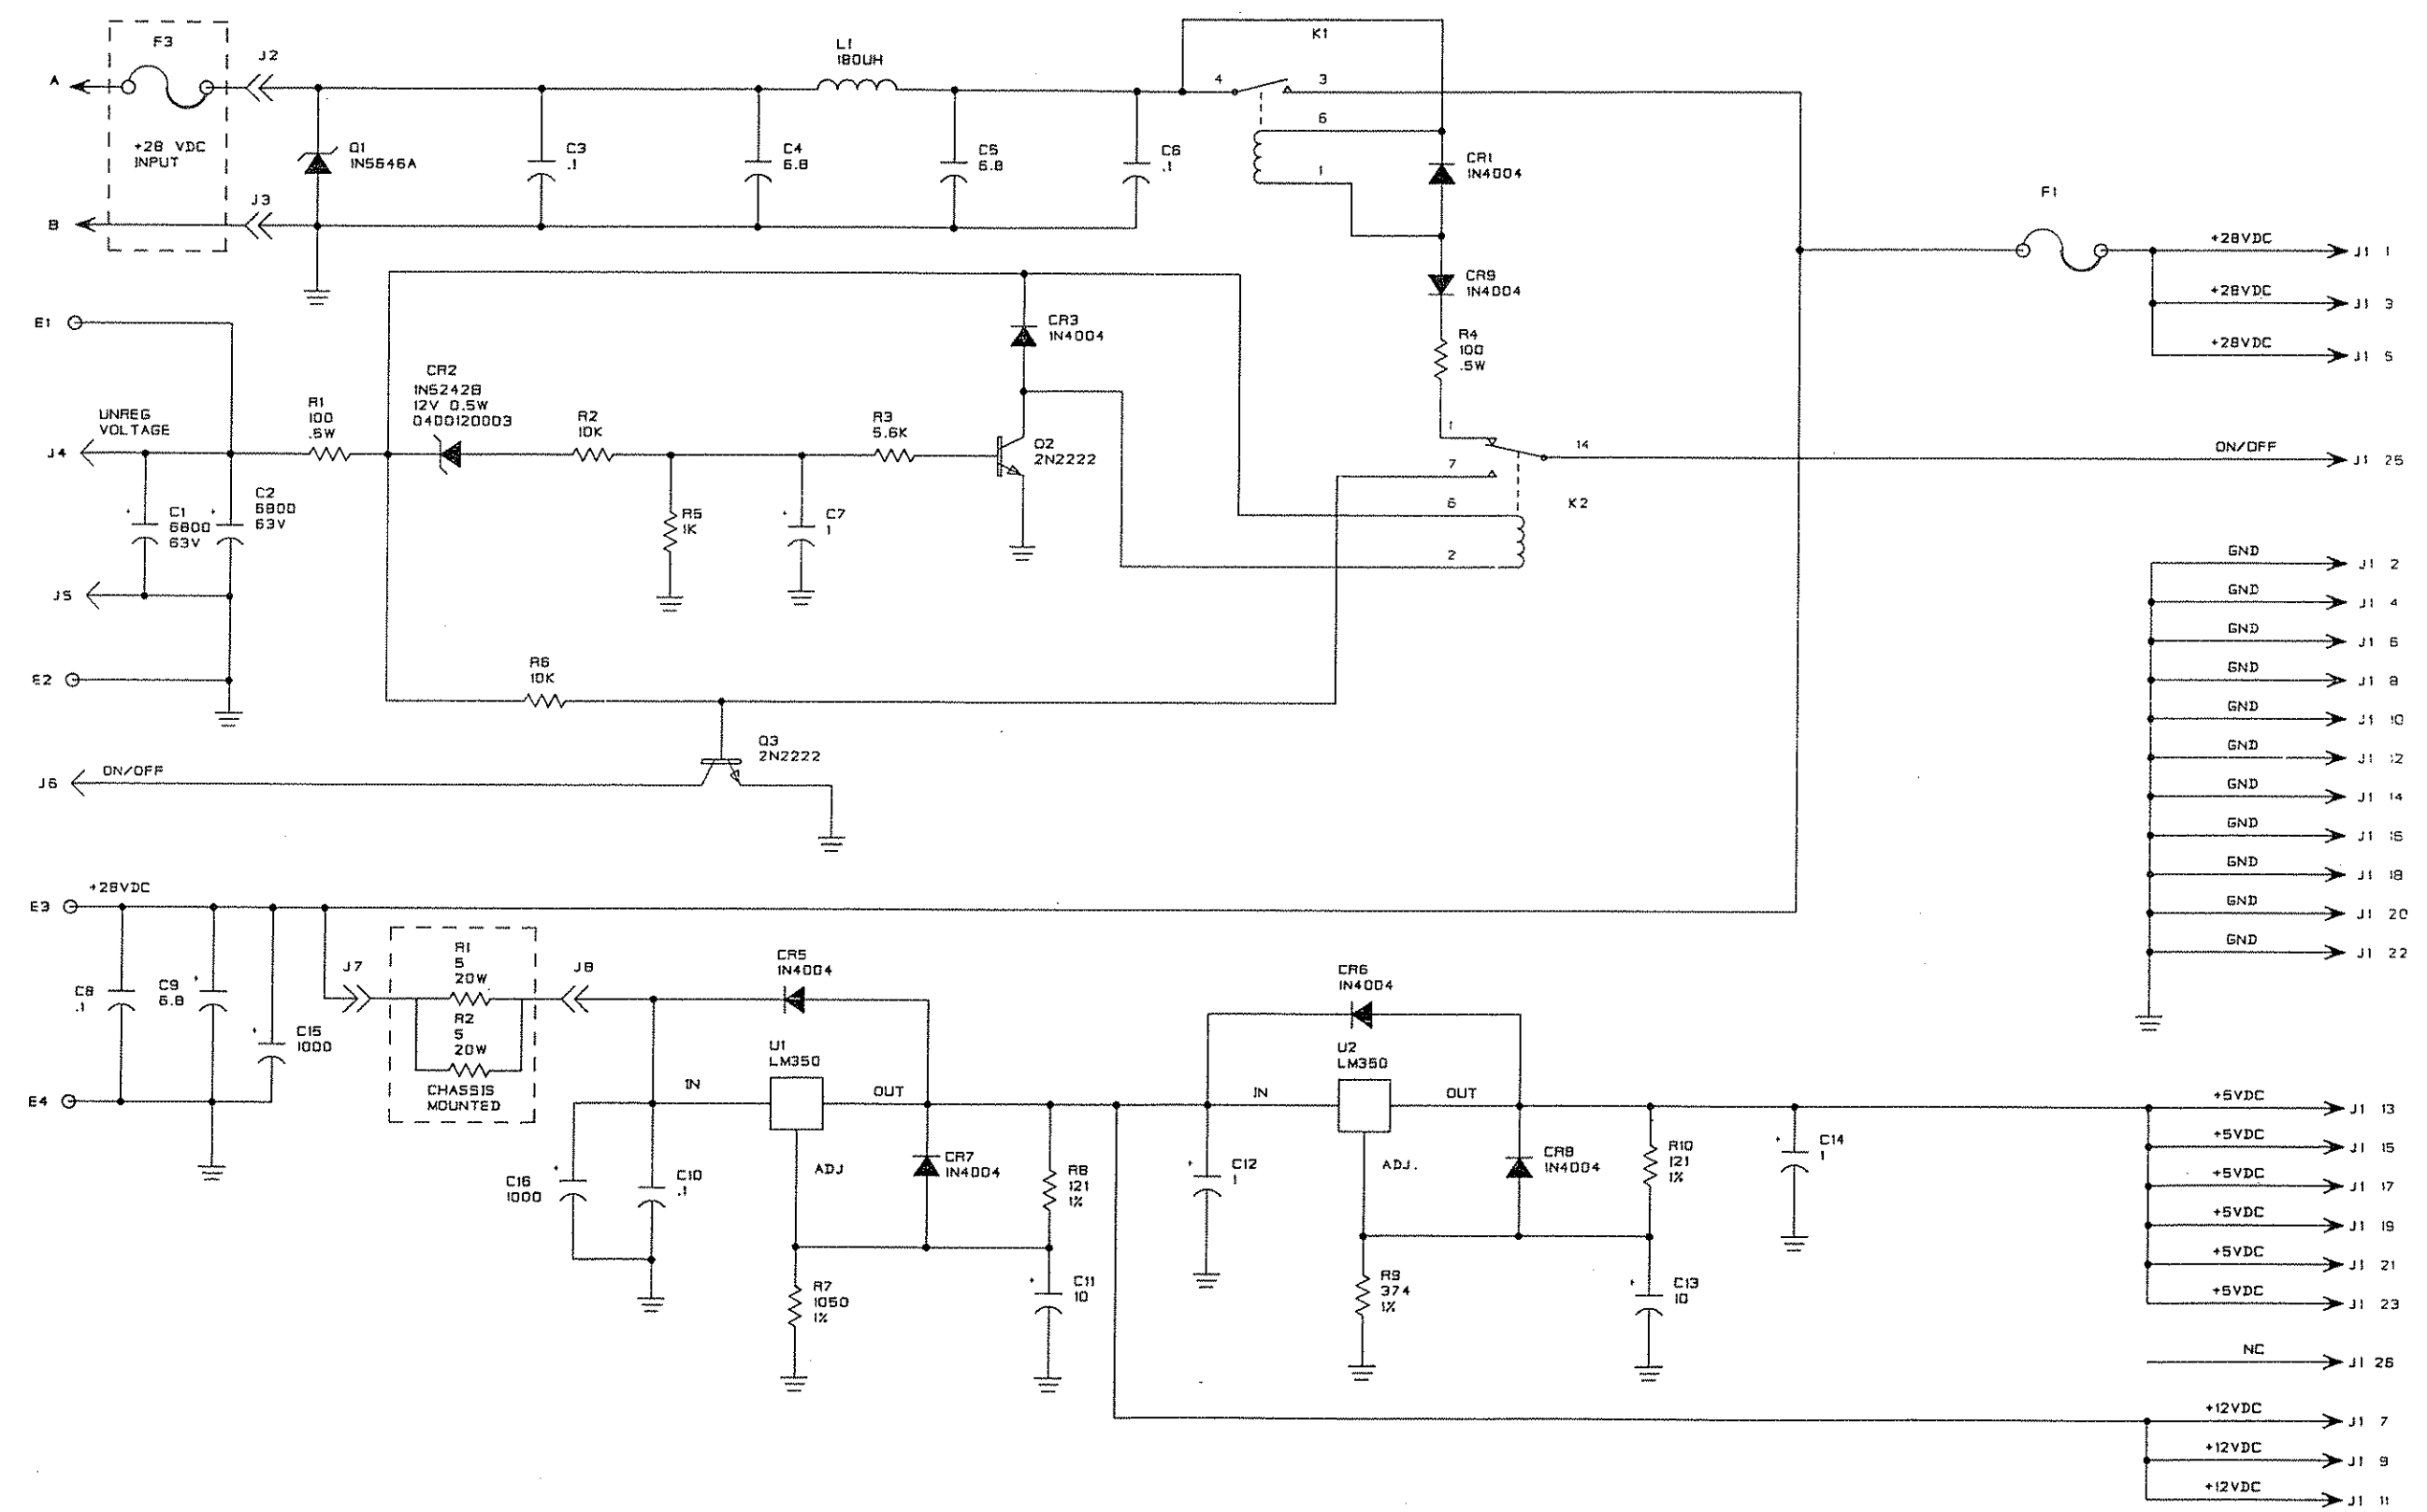 F3
J2
A
+28 VDC
INPUT
J3
B
Q1
1N5646A
C3
.1
C4
6.8
L1
180UH
C5
6.8
C6
.1
K1
4
3
6
1
CR1
1N4004
CR9
1N4004
R4
100
.5W
F1
+28VDC
J1 1
+28VDC
J1 3
+28VDC
J1 5
E1
UNREG
VOLTAGE
J4
R1
100
.5W
CR2
1N5242B
12V 0.5W
0400120003
R2
10K
R3
5.6K
CR3
1N4004
Q2
2N2222
1
14
7
6
2
K2
ON/OFF
J1 25
+
C1
6800
63V
+
C2
6800
63V
R5
1K
+
C7
1
J5
E2
R6
10K
Q3
2N2222
J6
ON/OFF
GND
J1 2
GND
J1 4
GND
J1 6
GND
J1 8
GND
J1 10
GND
J1 12
GND
J1 14
GND
J1 16
GND
J1 18
GND
J1 20
GND
J1 22
+28VDC
E3
C8
.1
+
C9
6.8
+
C15
1000
E4
J7
R1
5
20W
R2
5
20W
CHASSIS
MOUNTED
J8
CR5
1N4004
U1
LM350
IN
OUT
ADJ
+
C16
1000
C10
.1
CR7
1N4004
R8
121
1%
R7
1050
1%
+
C11
10
CR6
1N4004
U2
LM350
IN
OUT
ADJ.
+
C12
1
CR8
1N4004
R10
121
1%
+
C14
1
R9
374
1%
+
C13
10
+5VDC
J1 13
+5VDC
J1 15
+5VDC
J1 17
+5VDC
J1 19
+5VDC
J1 21
+5VDC
J1 23
NC
J1 26
+12VDC
J1 7
+12VDC
J1 9
+12VDC
J1 11